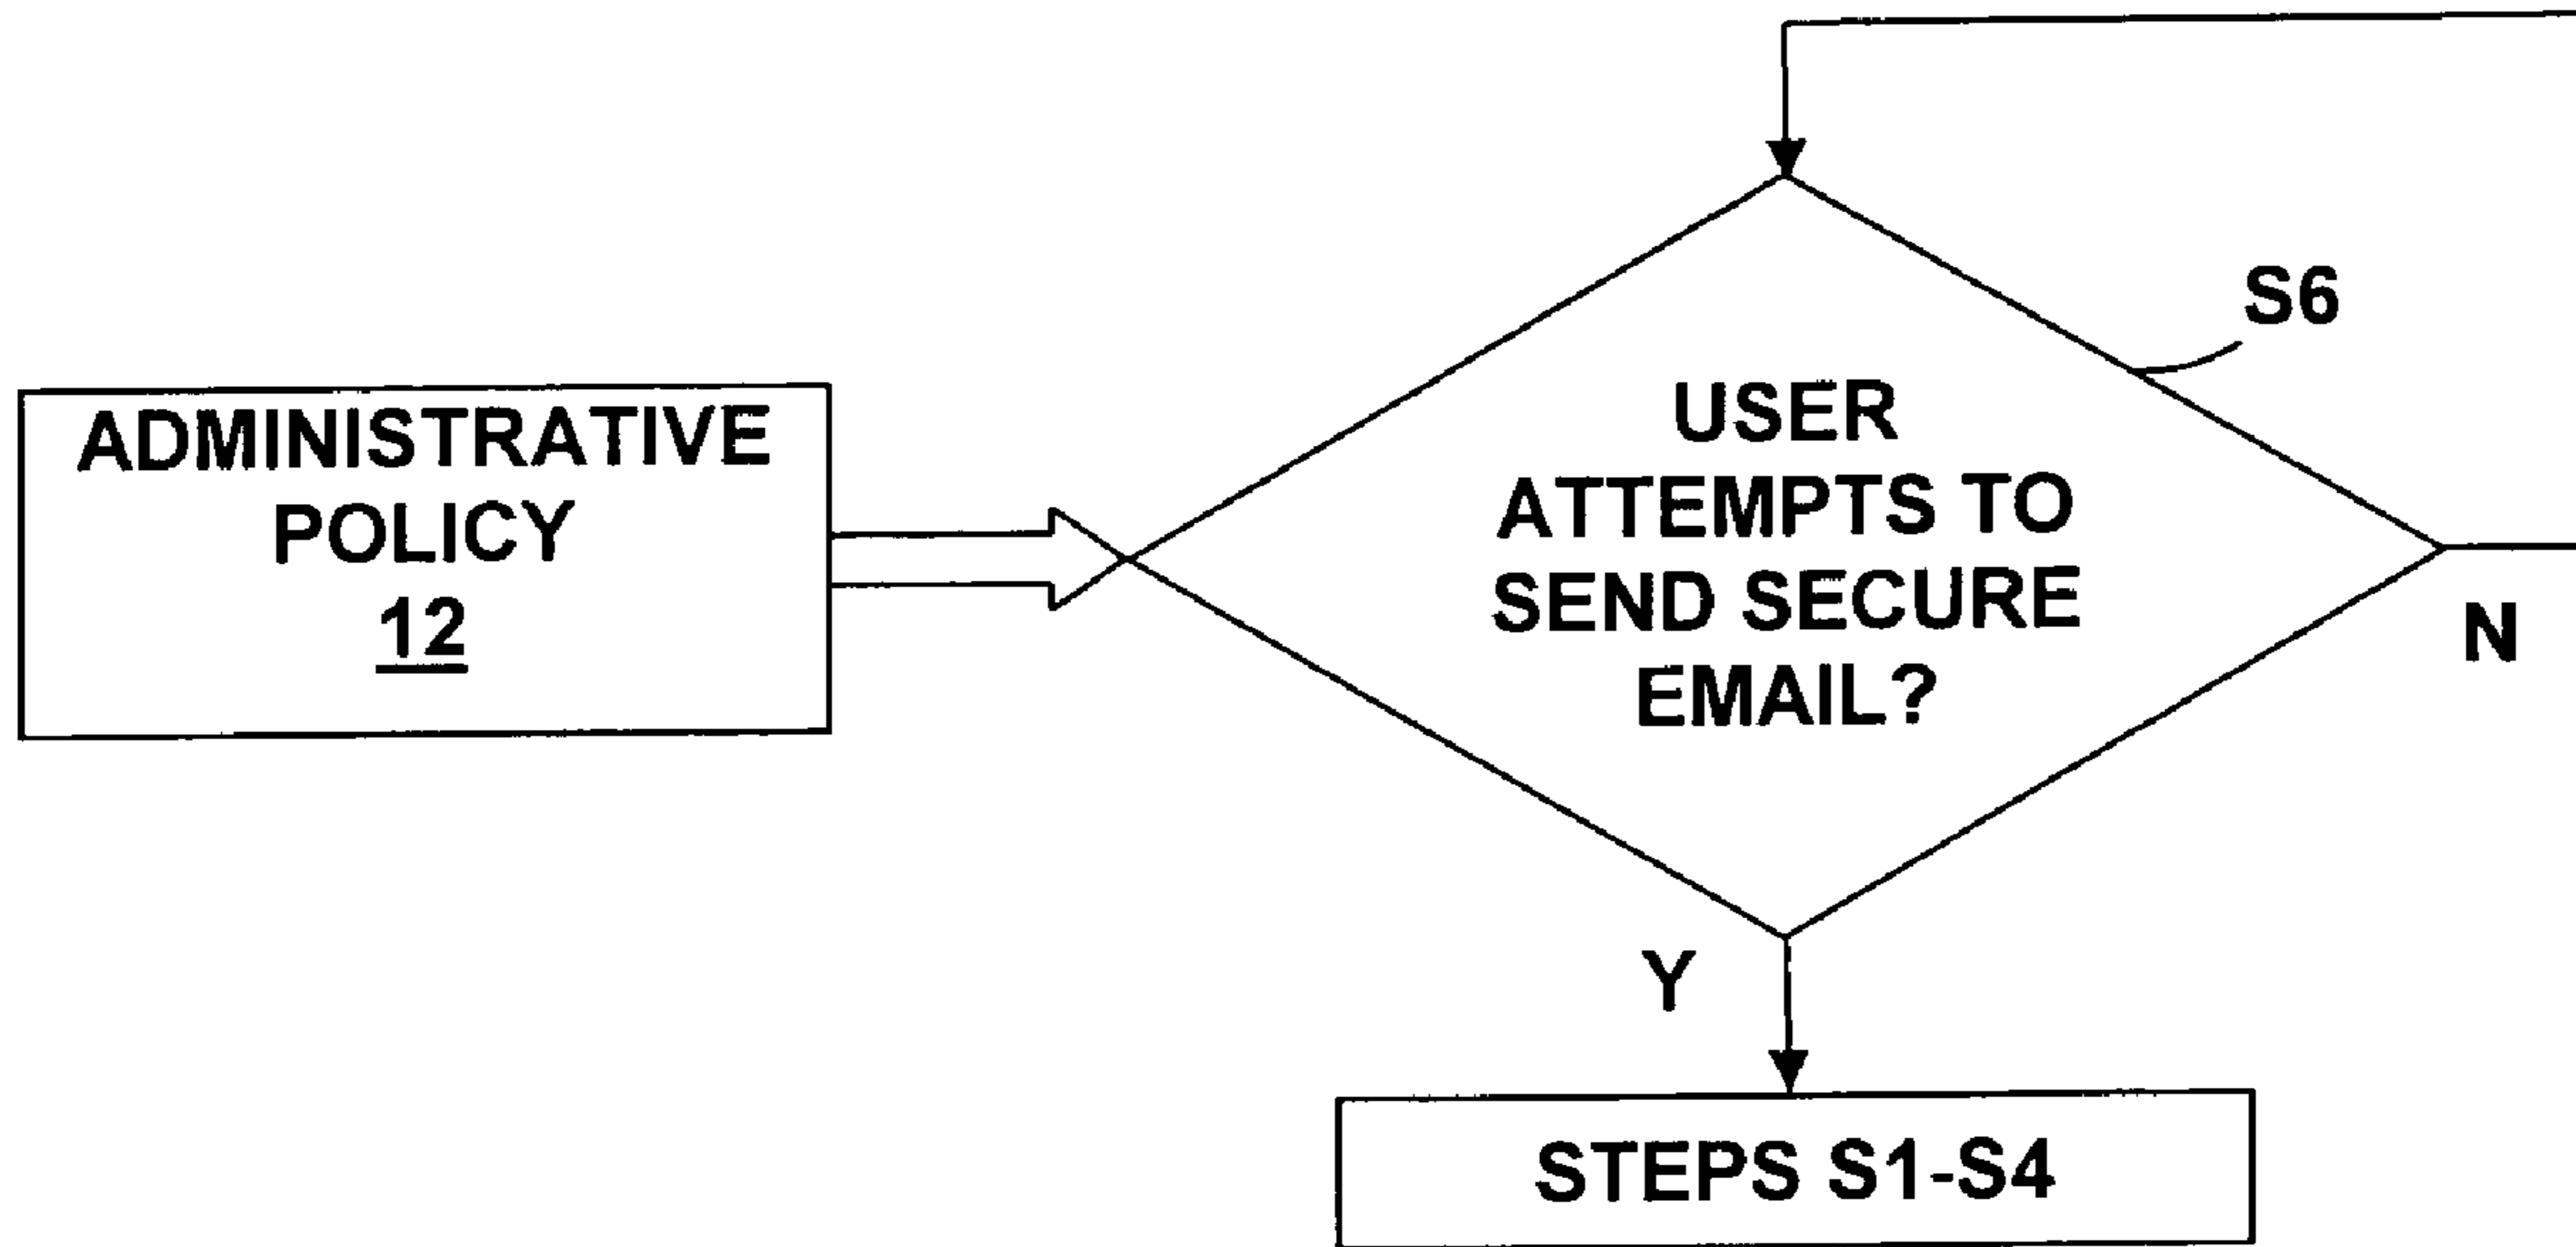 ADMINISTRATIVE
POLICY
12
S6
USER
ATTEMPTS TO
SEND SECURE
EMAIL?
N
Y
STEPS S1-S4